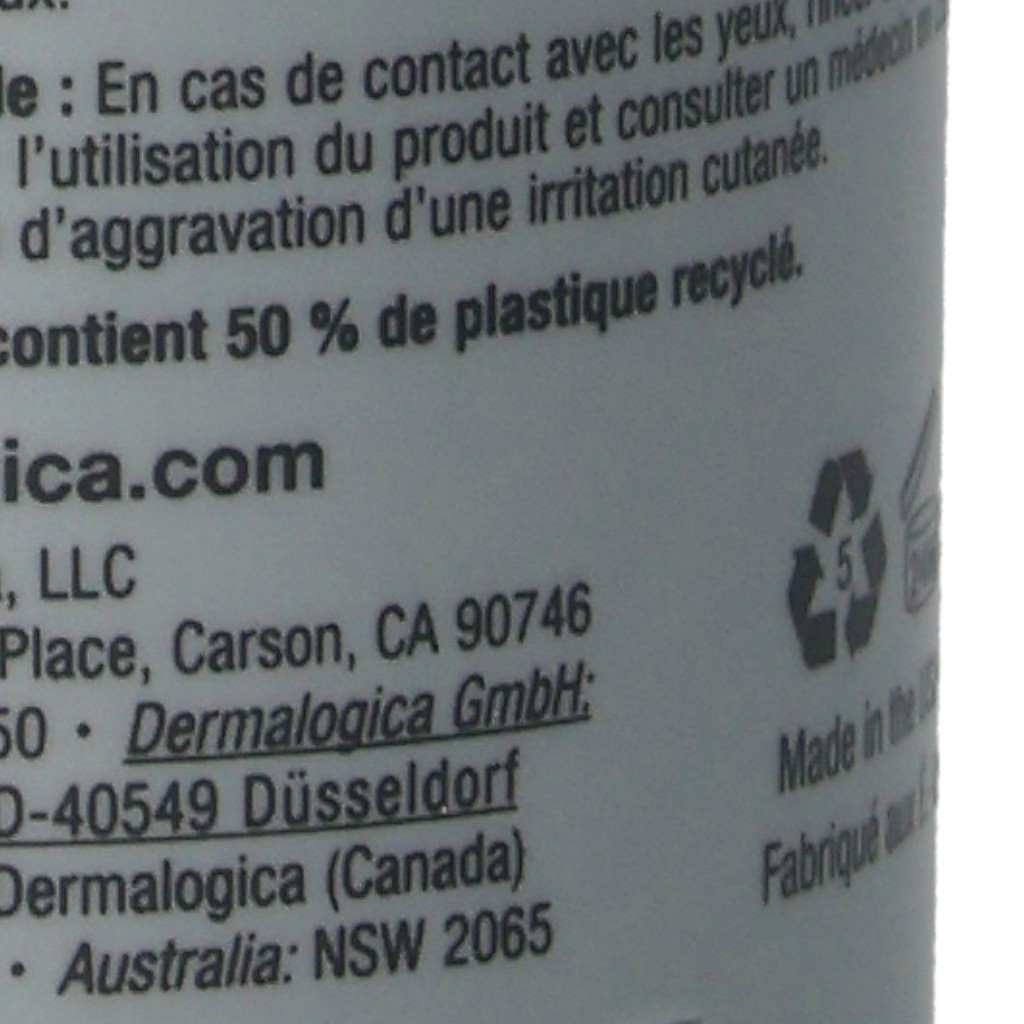 : En cas de contact avec les yeux,
l'utilisation du produit et consulter un médecin
d'aggravation d'une irritation cutanée.
contient 50 % de plastique recyclé.
ica.com
, LLC
Place, Carson, CA 90746
50 • Dermalogica GmbH:
D-40549 Düsseldorf
Dermalogica (Canada)
• Australia: NSW 2065
5
Made in the
Fabriqué aux